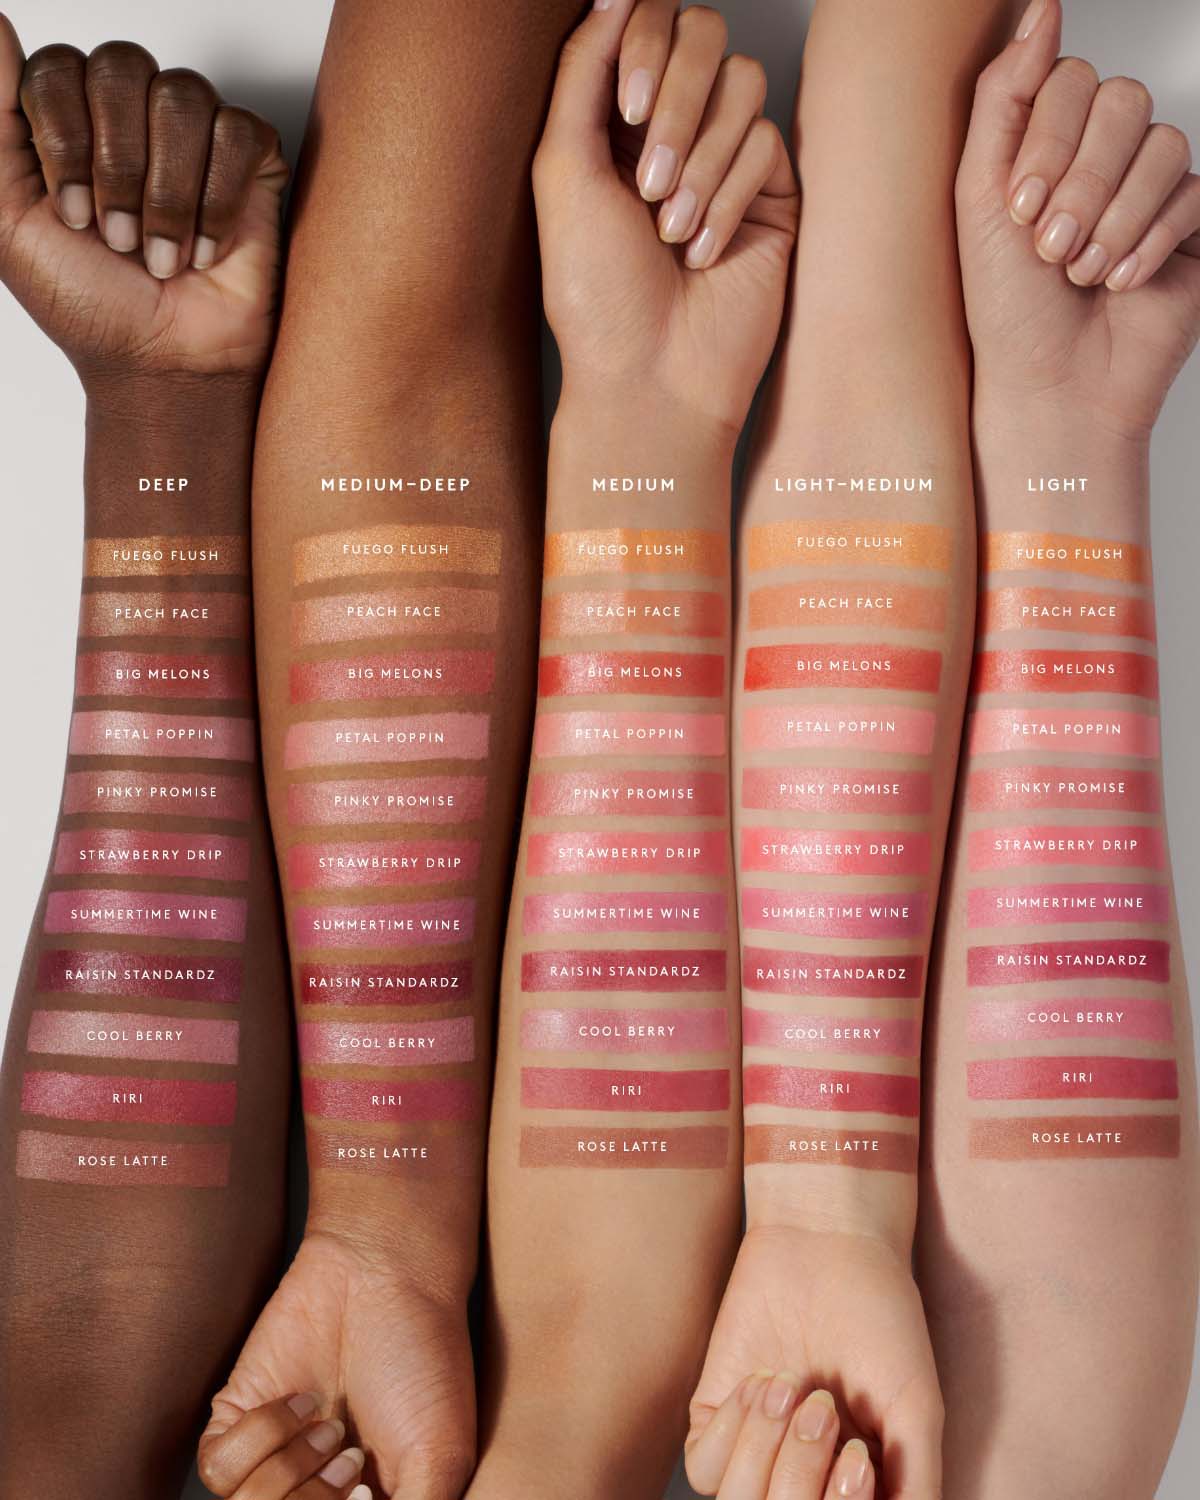 DEEP
MEDIUM-DEEP
MEDIUM
LIGHT-MEDIUM
LIGHT
FUEGO FLUSH
FUEGO FLUSH
FUEGO FLUSH
FUEGO FLUSH
FUEGO FLUSH
PEACH FACE
PEACH FACE
PEACH FACE
PEACH FACE
PEACH FACE
BIG MELONS
BIG MELONS
BIG MELONS
BIG MELONS
BIG MELONS
PETAL POPPIN
PETAL POPPIN
PETAL POPPIN
PETAL POPPIN
PETAL POPPIN
PINKY PROMISE
PINKY PROMISE
PINKY PROMISE
PINKY PROMISE
PINKY PROMISE
STRAWBERRY DRIP
STRAWBERRY DRIP
STRAWBERRY DRIP
STRAWBERRY DRIP
STRAWBERRY DRIP
SUMMERTIME WINE
SUMMERTIME WINE
SUMMERTIME WINE
SUMMERTIME WINE
SUMMERTIME WINE
RAISIN STANDARDZ
RAISIN STANDARDZ
RAISIN STANDARDZ
RAISIN STANDARDZ
RAISIN STANDARDZ
COOL BERRY
COOL BERRY
COOL BERRY
COOL BERRY
COOL BERRY
RIRI
RIRI
RIRI
RIRI
RIRI
ROSE LATTE
ROSE LATTE
ROSE LATTE
ROSE LATTE
ROSE LATTE